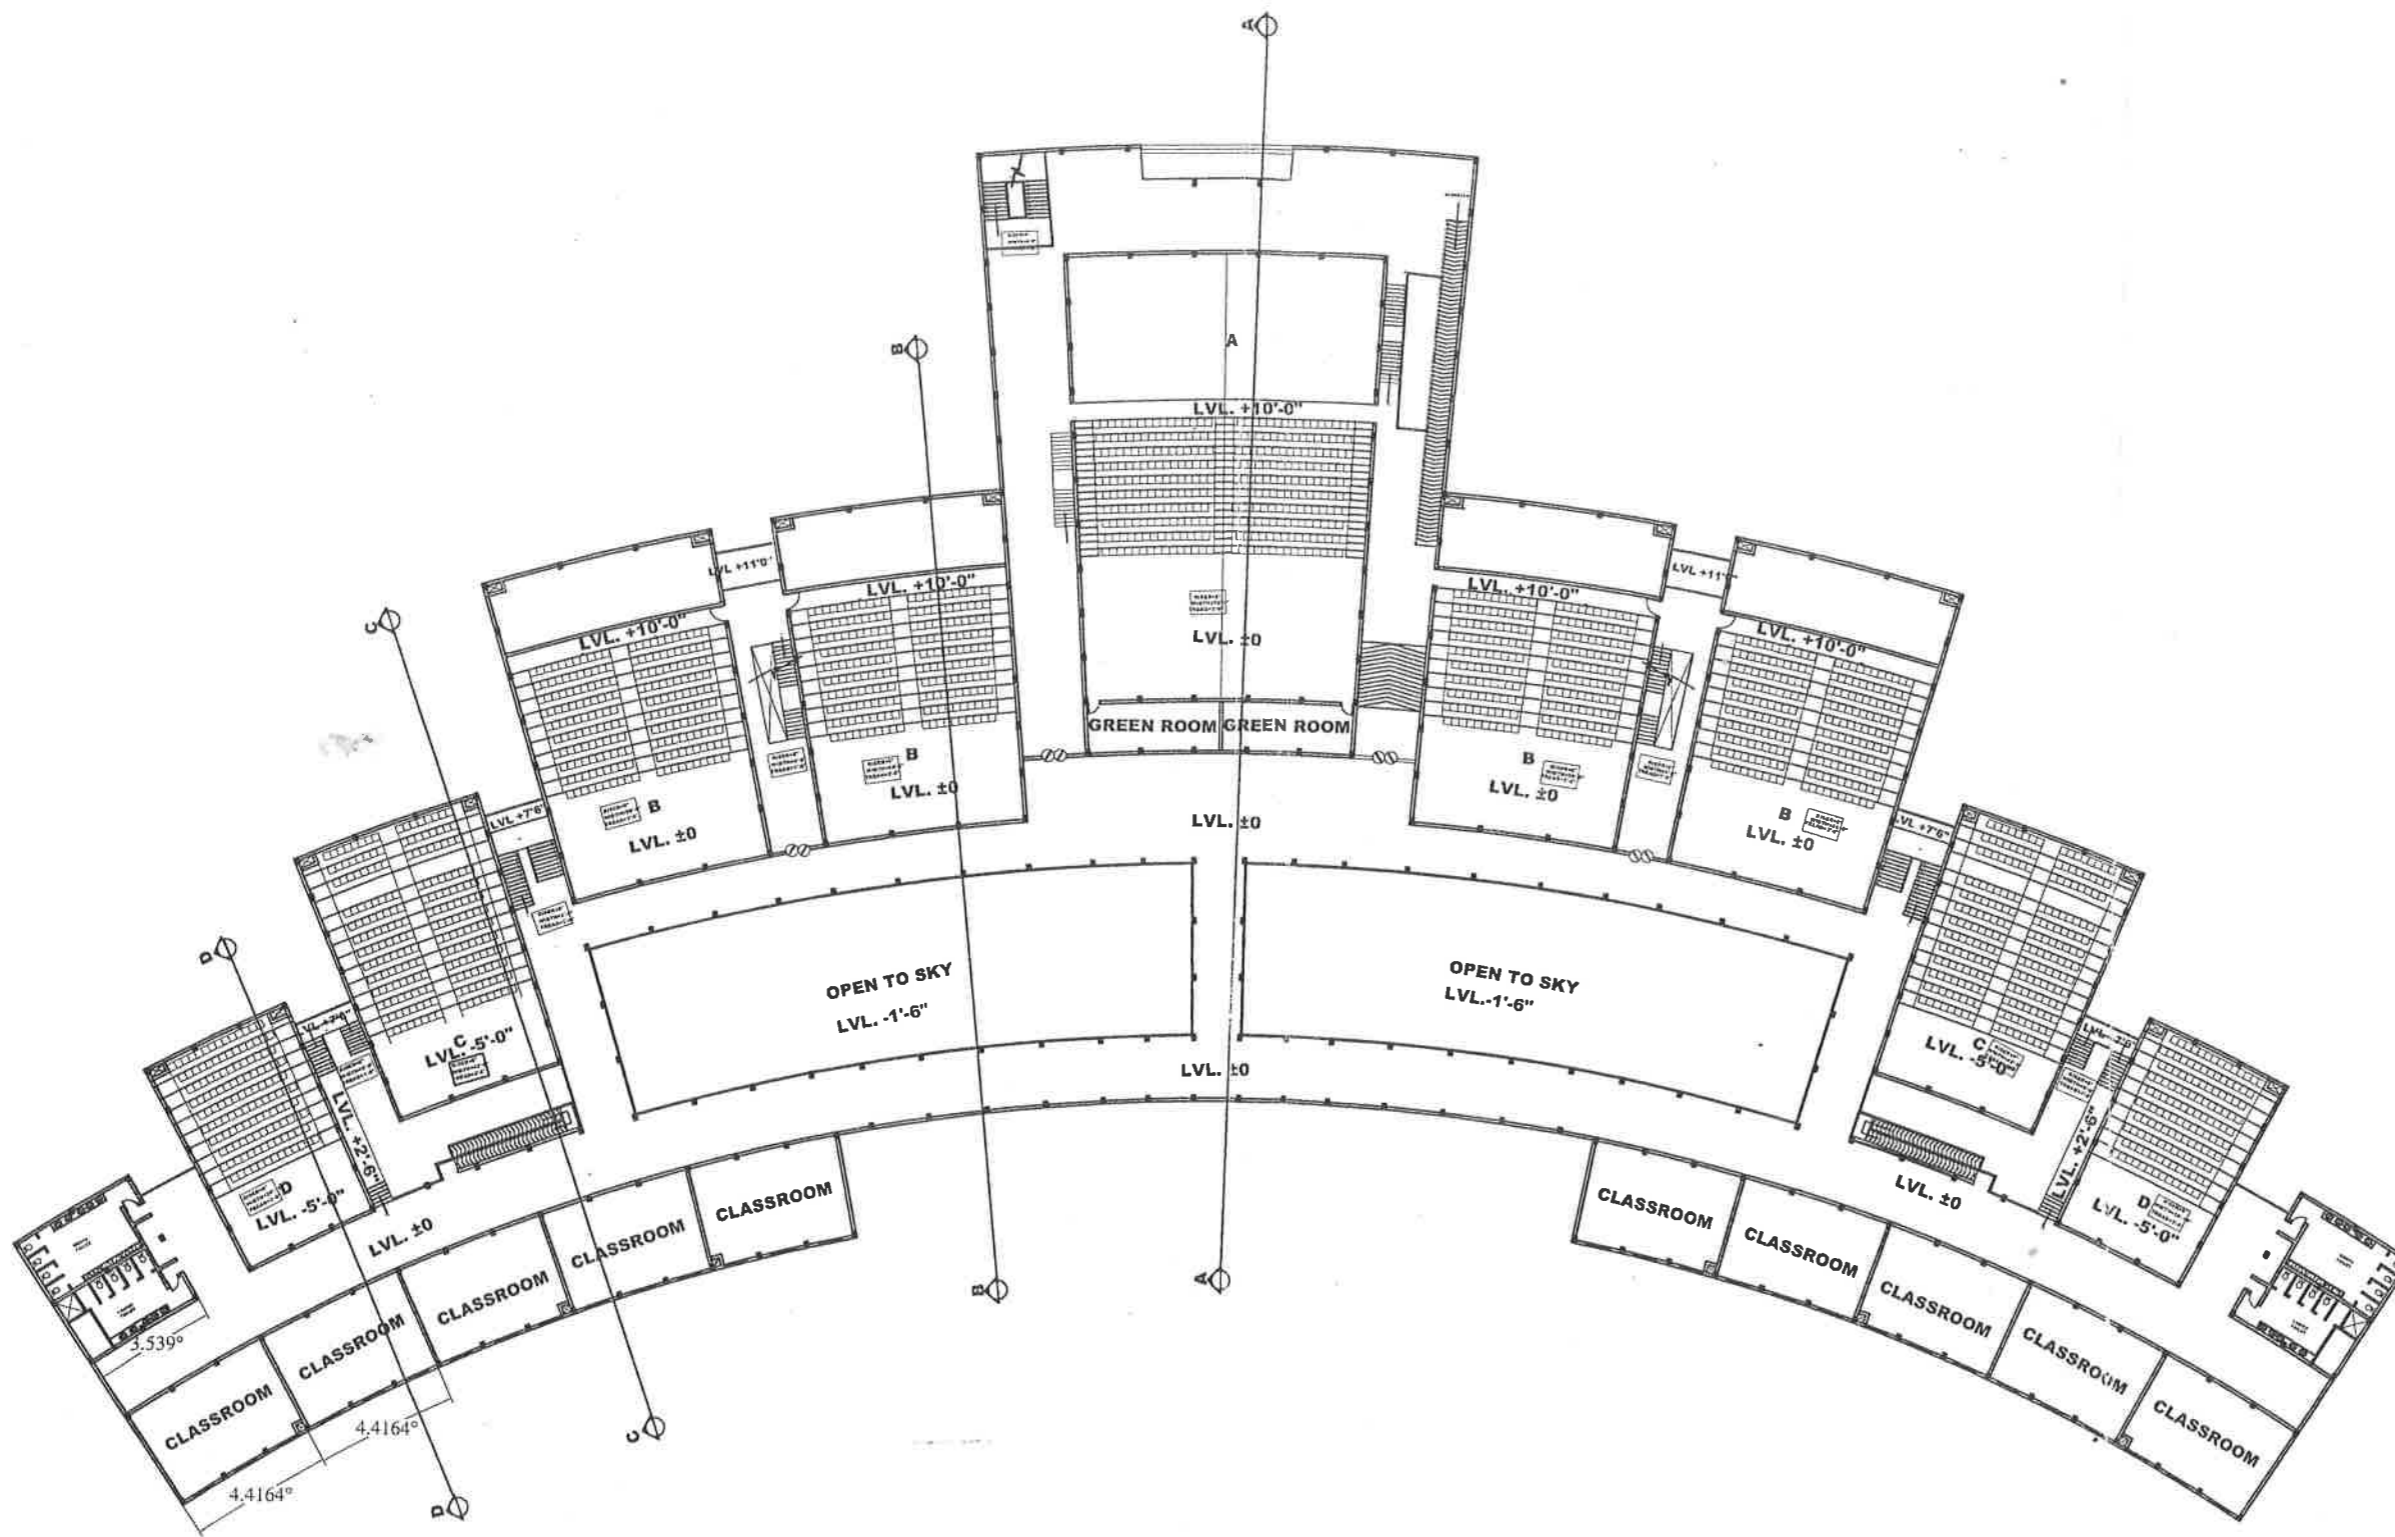 A
A
LVL. +10'-0"
B
LVL +11'0"
LVL. +10'-0"
LVL. +10'-0"
LVL. +10'-0"
LVL. +10'-0"
C
LVL. ±0
GREEN ROOM
GREEN ROOM
B
LVL. ±0
B
LVL. ±0
B
LVL. ±0
B
LVL. ±0
LVL +7'6"
LVL +7'6"
LVL. ±0
D
OPEN TO SKY
LVL. -1'-6"
OPEN TO SKY
LVL.-1'-6"
C
LVL. -5'-0"
C
LVL. -5'-0"
LVL. ±0
LVL. +2'-6"
LVL. +2'-6"
D
LVL. -5'-0"
D
LVL. -5'-0"
LVL. ±0
LVL. ±0
CLASSROOM
CLASSROOM
CLASSROOM
CLASSROOM
CLASSROOM
CLASSROOM
CLASSROOM
CLASSROOM
CLASSROOM
CLASSROOM
B
A
3.539°
4.4164°
4.4164°
C
D